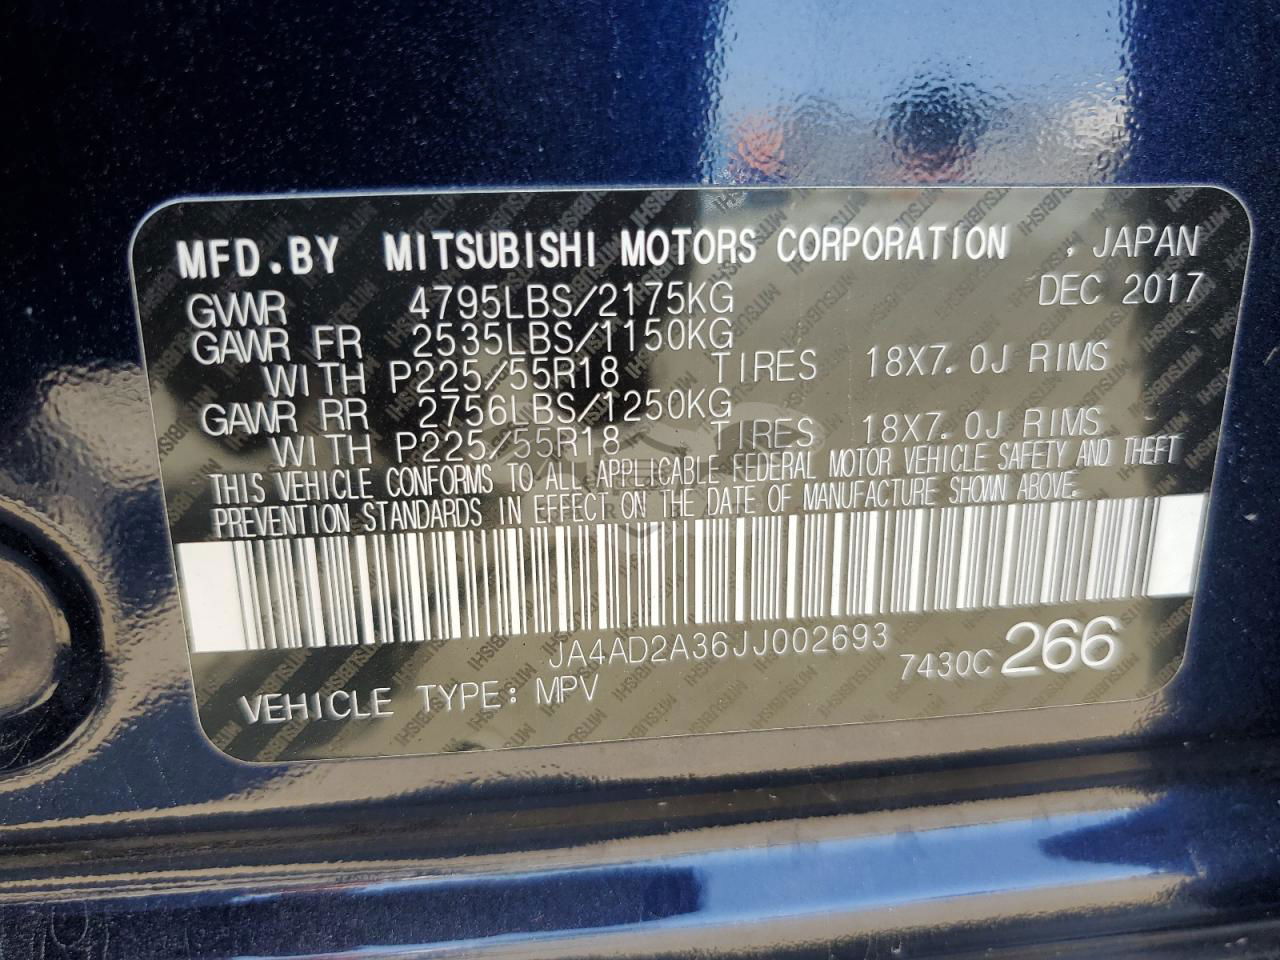 MFD.BY MITSUBISHI MOTORS CORPORATION . JAPAN
GVWR 4795LBS/2175KG DEC 2017
GAWR FR 2535LBS/1150KG
WITH P225/55R18 TIRES 18X7.0J RIMS
GAWR RR 2756LBS/1250KG
WITH P225/55R18 TIRES 18X7.0J RIMS
THIS VEHICLE CONFORMS TO ALL APPLICABLE FEDERAL MOTOR VEHICLE SAFETY AND THEFT
PREVENTION STANDARDS IN EFFECT ON THE DATE OF MANUFACTURE SHOWN ABOVE.
JA4AD2A36JJ002693
7430C 266
VEHICLE TYPE: MPV